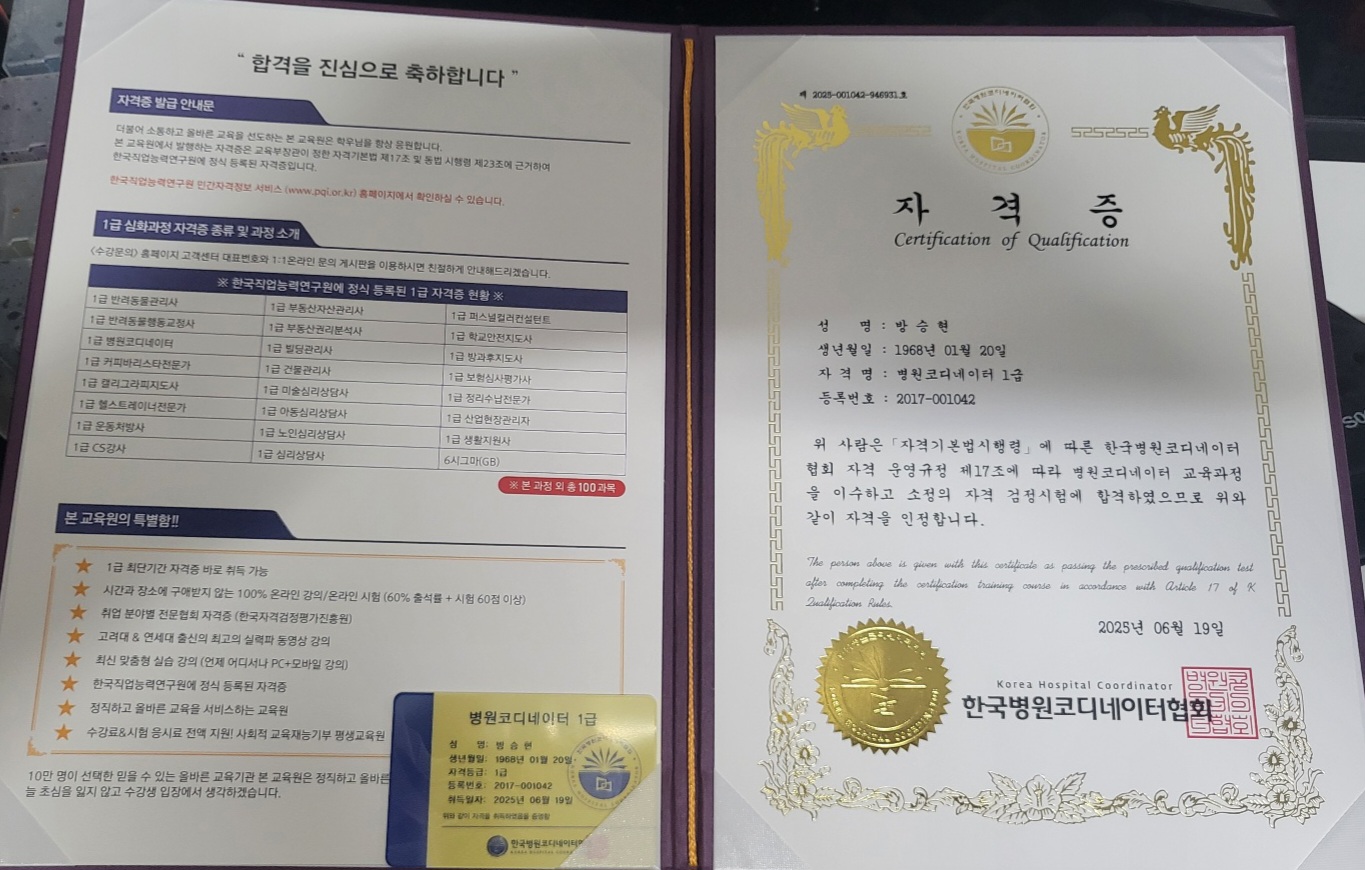 “ 합격을 진심으로 축하합니다 ”
자격증 발급 안내문
더불어 소통하고 올바른 교육을 선도하는 본 교육원은 학우님을 항상 응원합니다.
본 교육원에서 발행하는 자격증은 교육부장관이 정한 자격기본법 제17조 및 동법 시행령 제23조에 근거하여
한국직업능력연구원에 정식 등록된 자격증입니다.
한국직업능력연구원 민간자격정보 서비스 (www.pqi.or.kr) 홈페이지에서 확인하실 수 있습니다.
1급 심화과정 자격증 종류 및 과정 소개
<수강문의> 홈페이지 고객센터 대표번호와 1:1온라인 문의 게시판을 이용하시면 친절하게 안내해드리겠습니다.
※ 한국직업능력연구원에 정식 등록된 1급 자격증 현황 ※
1급 반려동물관리사 1급 부동산자산관리사 1급 퍼스널컬러컨설턴트
1급 반려동물행동교정사 1급 부동산권리분석사 1급 학교안전지도사
1급 병원코디네이터 1급 빌딩관리사 1급 방과후지도사
1급 커피바리스타전문가 1급 건물관리사 1급 보험심사평가사
1급 캘리그라피지도사 1급 미술심리상담사 1급 정리수납전문가
1급 헬스트레이너전문가 1급 아동심리상담사 1급 산업현장관리자
1급 운동처방사 1급 노인심리상담사 1급 생활지원사
1급 CS강사 1급 심리상담사 6시그마(GB)
※ 본 과정 외 총 100과목
본 교육원의 특별함!!
1급 최단기간 자격증 바로 취득 가능
시간과 장소에 구애받지 않는 100% 온라인 강의/온라인 시험 (60% 출석률 + 시험 60점 이상)
취업 분야별 전문협회 자격증 (한국자격검정평가진흥원)
고려대 & 연세대 출신의 최고의 실력파 동영상 강의
최신 맞춤형 실습 강의 (언제 어디서나 PC+모바일 강의)
한국직업능력연구원에 정식 등록된 자격증
정직하고 올바른 교육을 서비스하는 교육원
수강료&시험 응시료 전액 지원! 사회적 교육재능기부 평생교육원
10만 명이 선택한 믿을 수 있는 올바른 교육기관 본 교육원은 정직하고 올바른
늘 초심을 잃지 않고 수강생 입장에서 생각하겠습니다.
병원코디네이터 1급
성 명: 방승현
생년월일: 1968년 01월 20일
자격등급: 1급
등록번호: 2017-001042
취득일자: 2025년 06월 19일
위와 같이 자격을 취득하였음을 증명함
한국병원코디네이터
제 2025-001042-946931호
자 격 증
Certification of Qualification
성 명 : 방승현
생년월일 : 1968년 01월 20일
자 격 명 : 병원코디네이터 1급
등록번호 : 2017-001042
위 사람은「자격기본법시행령」에 따른 한국병원코디네이터
협회 자격 운영규정 제17조에 따라 병원코디네이터 교육과정
을 이수하고 소정의 자격 검정시험에 합격하였으므로 위와
같이 자격을 인정합니다.
The person above is given with this certificate as passing the prescribed qualification test
after completing the certification training course in accordance with Article 17 of K
Qualification Rules.
2025년 06월 19일
Korea Hospital Coordinator
한국병원코디네이터협회